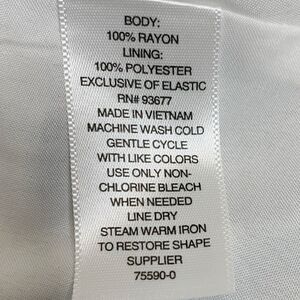 BODY:
100% RAYON
LINING:
100% POLYESTER
EXCLUSIVE OF ELASTIC
RN# 93677
MADE IN VIETNAM
MACHINE WASH COLD
GENTLE CYCLE
WITH LIKE COLORS
USE ONLY NON-
CHLORINE BLEACH
WHEN NEEDED
LINE DRY
STEAM WARM IRON
TO RESTORE SHAPE
SUPPLIER
75590-0